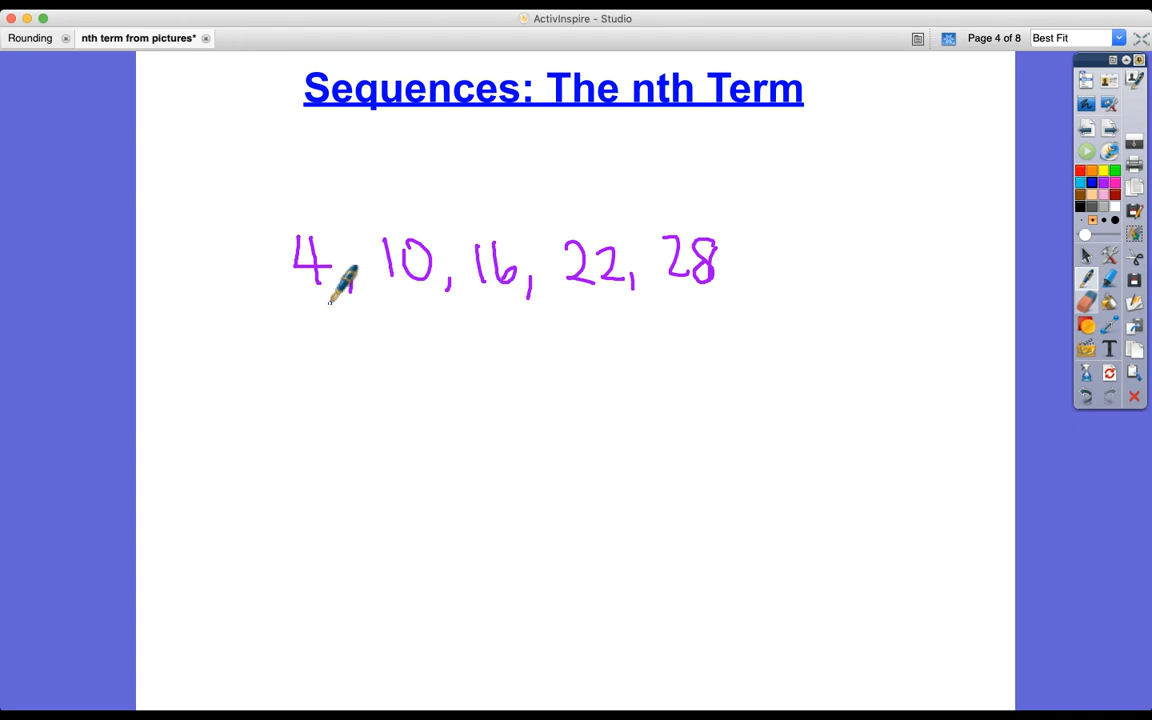 ActivInspire - Studio
Rounding nth term from pictures* Page 4 of 8 Best Fit
Sequences: The nth Term
4, 10, 16, 22, 28
T